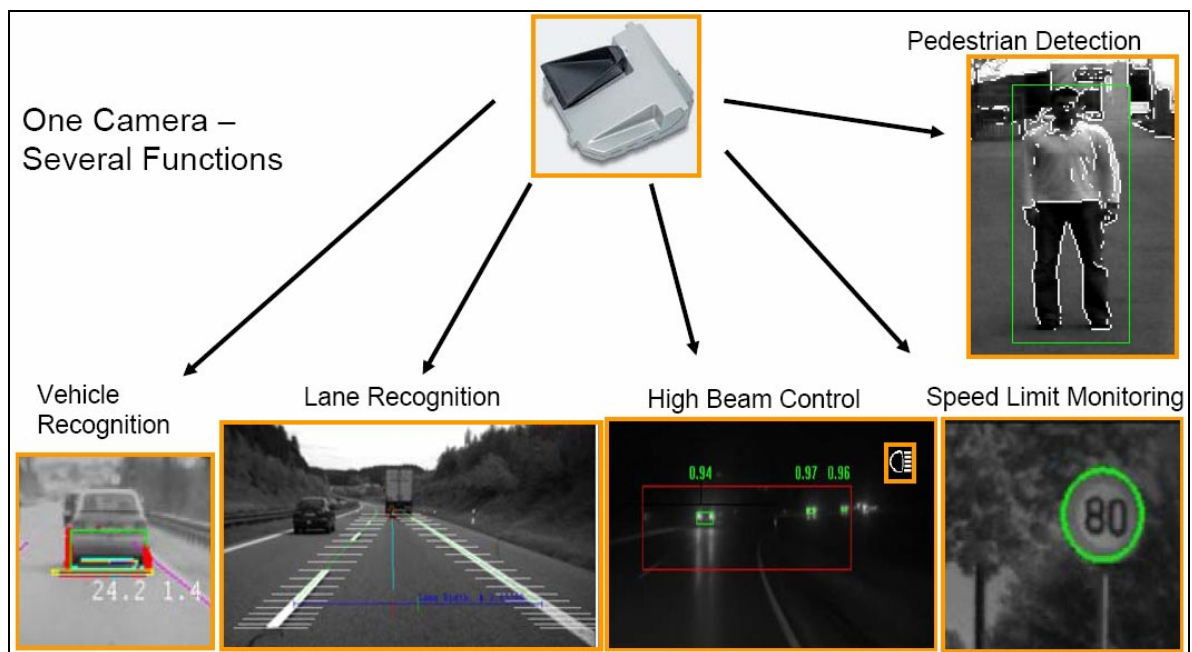 Pedestrian Detection
One Camera –
Several Functions
Vehicle
Recognition
Lane Recognition
High Beam Control
Speed Limit Monitoring
24.2 1.4
0.94 0.97 0.96
80